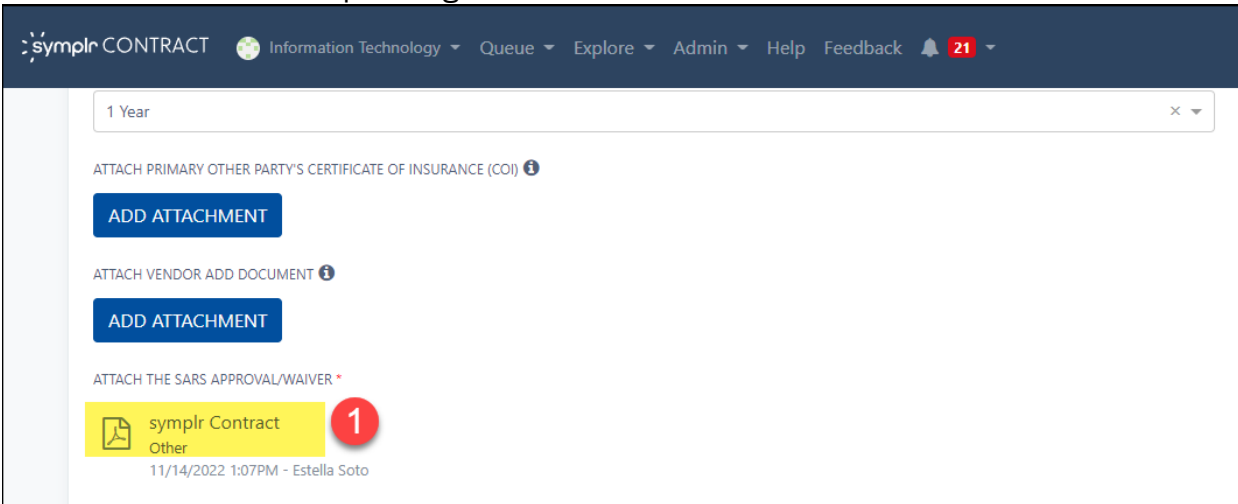 symplr CONTRACT Information Technology Queue Explore Admin Help Feedback 21
1 Year
ATTACH PRIMARY OTHER PARTY'S CERTIFICATE OF INSURANCE (COI)
ADD ATTACHMENT
ATTACH VENDOR ADD DOCUMENT
ADD ATTACHMENT
ATTACH THE SARS APPROVAL/WAIVER *
symplr Contract
1
Other
11/14/2022 1:07PM - Estella Soto